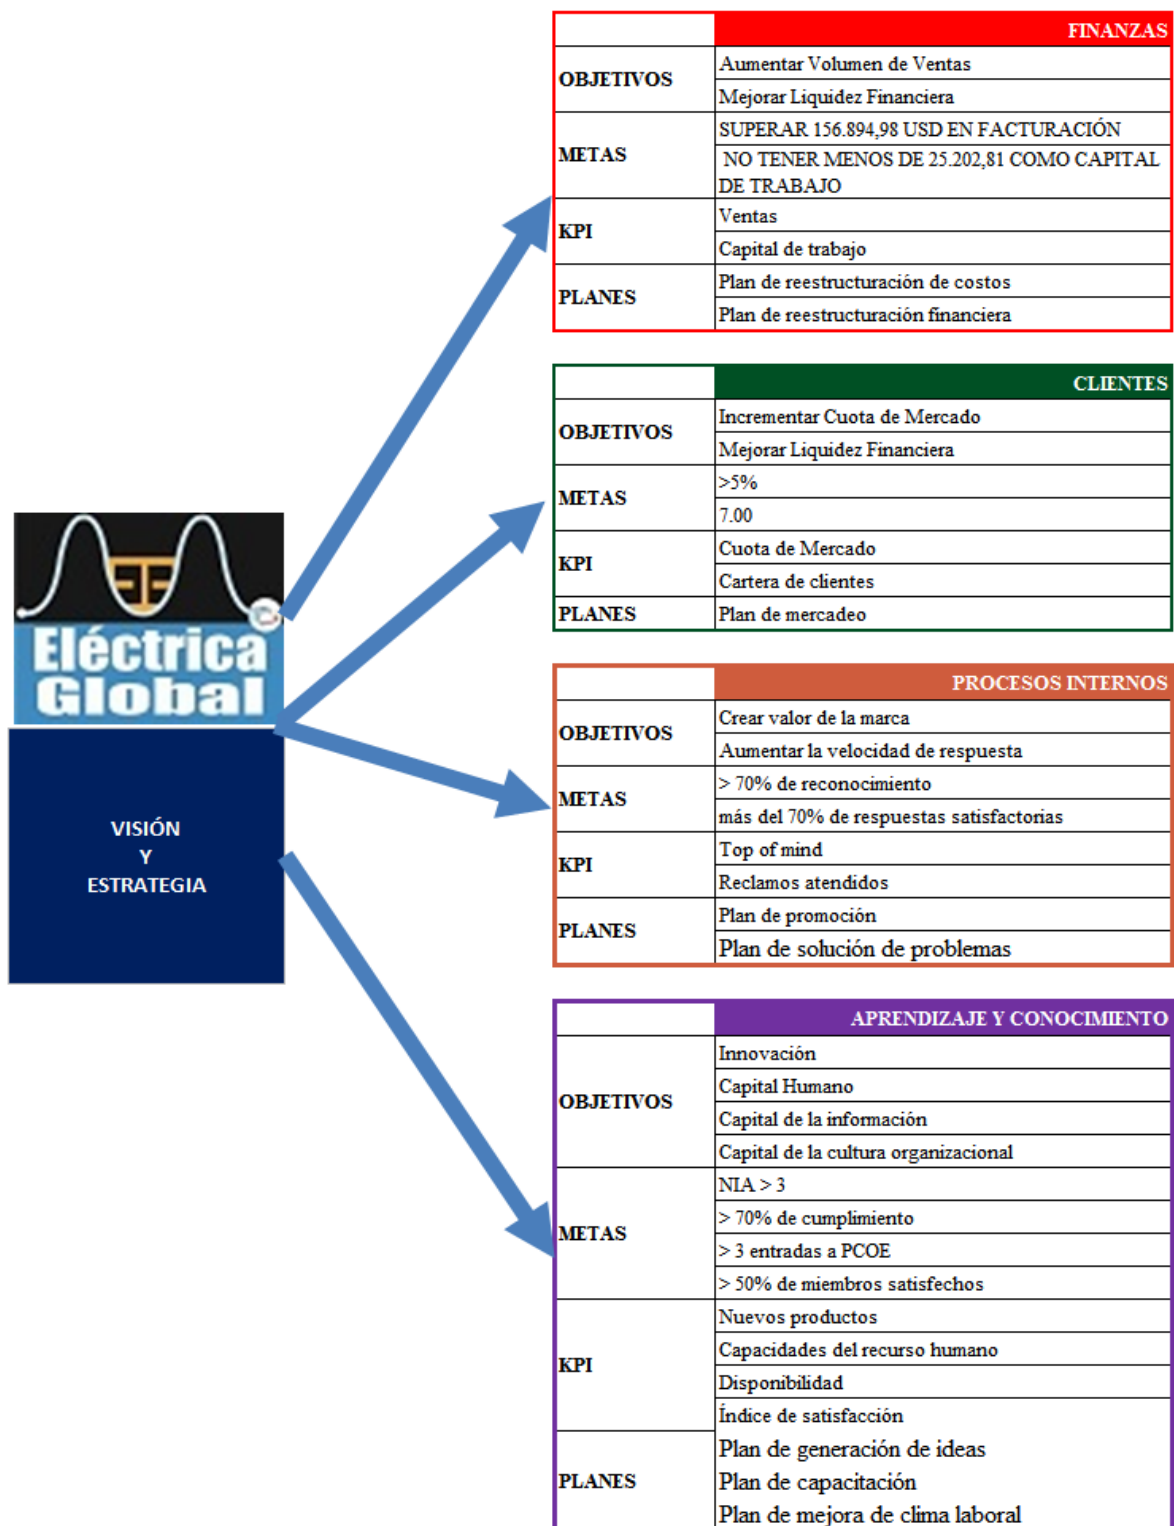 Eléctrica
Global
VISIÓN
Y
ESTRATEGIA
FINANZAS
OBJETIVOS
Aumentar Volumen de Ventas
Mejorar Liquidez Financiera
METAS
SUPERAR 156.894,98 USD EN FACTURACIÓN
NO TENER MENOS DE 25.202,81 COMO CAPITAL
DE TRABAJO
KPI
Ventas
Capital de trabajo
PLANES
Plan de reestructuración de costos
Plan de reestructuración financiera
CLIENTES
OBJETIVOS
Incrementar Cuota de Mercado
Mejorar Liquidez Financiera
METAS
>5%
7.00
KPI
Cuota de Mercado
Cartera de clientes
PLANES
Plan de mercadeo
PROCESOS INTERNOS
OBJETIVOS
Crear valor de la marca
Aumentar la velocidad de respuesta
METAS
> 70% de reconocimiento
más del 70% de respuestas satisfactorias
KPI
Top of mind
Reclamos atendidos
PLANES
Plan de promoción
Plan de solución de problemas
APRENDIZAJE Y CONOCIMIENTO
OBJETIVOS
Innovación
Capital Humano
Capital de la información
Capital de la cultura organizacional
METAS
NIA > 3
> 70% de cumplimiento
> 3 entradas a PCOE
> 50% de miembros satisfechos
KPI
Nuevos productos
Capacidades del recurso humano
Disponibilidad
Índice de satisfacción
PLANES
Plan de generación de ideas
Plan de capacitación
Plan de mejora de clima laboral